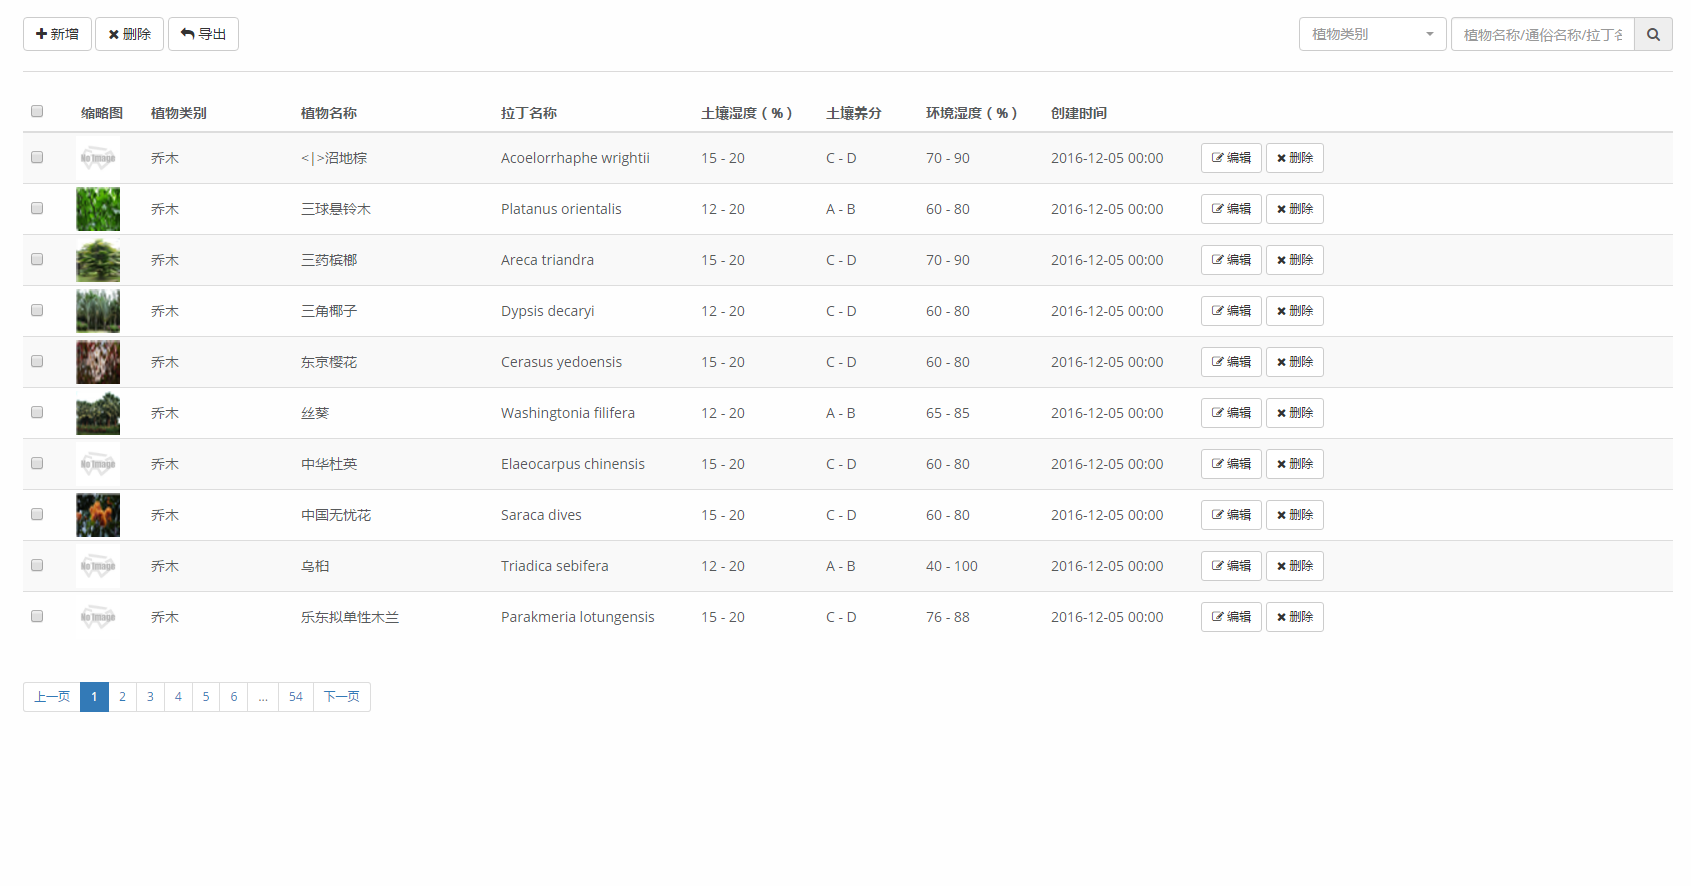 新增 删除 导出 植物类别 植物名称/通俗名称/拉丁名
缩略图 植物类别 植物名称 拉丁名称 土壤湿度（%） 土壤养分 环境湿度（%） 创建时间
No Image 乔木 <|>沼地棕 Acoelorrhaphe wrightii 15 - 20 C - D 70 - 90 2016-12-05 00:00 编辑 删除
乔木 三球悬铃木 Platanus orientalis 12 - 20 A - B 60 - 80 2016-12-05 00:00 编辑 删除
乔木 三药槟榔 Areca triandra 15 - 20 C - D 70 - 90 2016-12-05 00:00 编辑 删除
乔木 三角椰子 Dypsis decaryi 12 - 20 C - D 60 - 80 2016-12-05 00:00 编辑 删除
乔木 东京樱花 Cerasus yedoensis 15 - 20 C - D 60 - 80 2016-12-05 00:00 编辑 删除
乔木 丝葵 Washingtonia filifera 12 - 20 A - B 65 - 85 2016-12-05 00:00 编辑 删除
No Image 乔木 中华杜英 Elaeocarpus chinensis 15 - 20 C - D 60 - 80 2016-12-05 00:00 编辑 删除
乔木 中国无忧花 Saraca dives 15 - 20 C - D 60 - 80 2016-12-05 00:00 编辑 删除
No Image 乔木 乌桕 Triadica sebifera 12 - 20 A - B 40 - 100 2016-12-05 00:00 编辑 删除
No Image 乔木 乐东拟单性木兰 Parakmeria lotungensis 15 - 20 C - D 76 - 88 2016-12-05 00:00 编辑 删除
上一页 1 2 3 4 5 6 ... 54 下一页